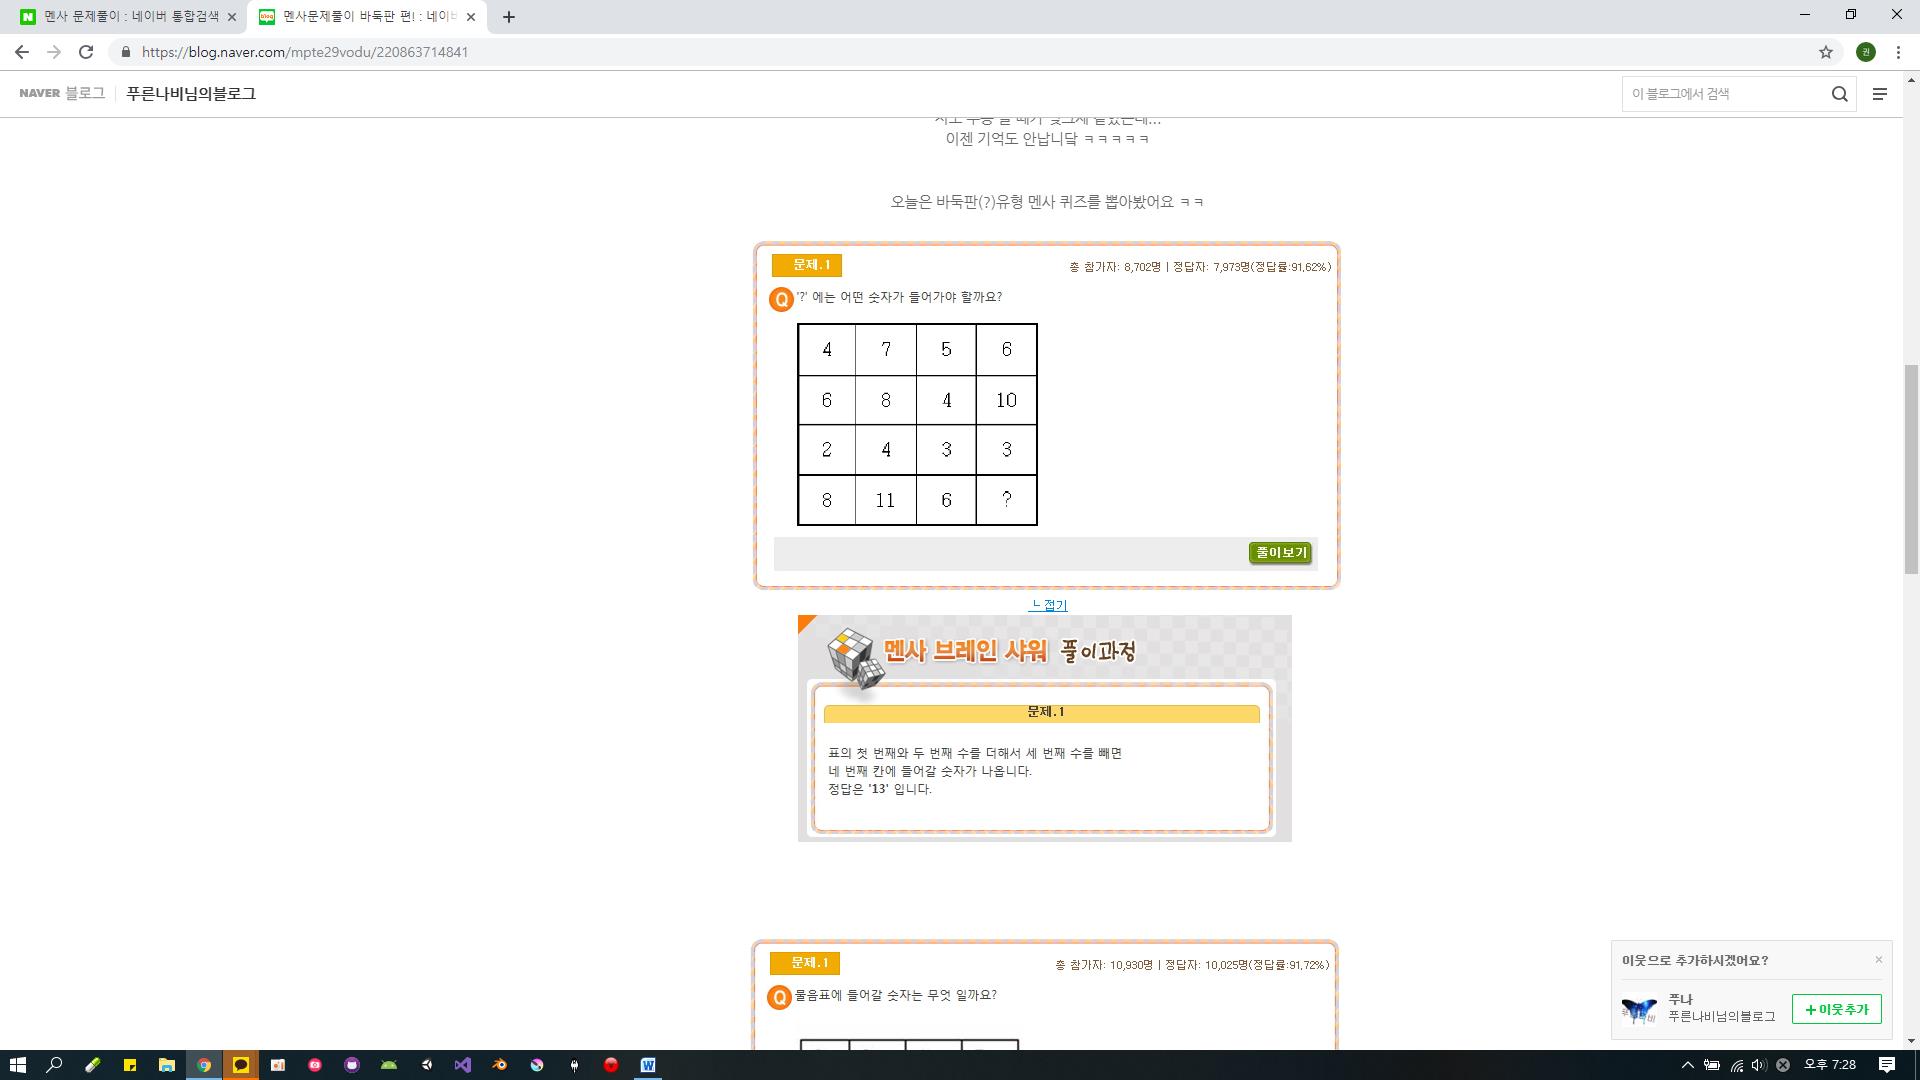 멘사 문제풀이 : 네이버 통합검색
멘사문제풀이 바둑판 편! : 네이버
https://blog.naver.com/mpte29vodu/220863714841
권
NAVER 블로그
푸른나비님의블로그
이 블로그에서 검색
이젠 기억도 안납니닼 ㅋㅋㅋㅋㅋ
오늘은 바둑판(?)유형 멘사 퀴즈를 뽑아봤어요 ㅋㅋ
문제.1
총 참가자: 8,702명 | 정답자: 7,973명(정답률:91,62%)
Q '?' 에는 어떤 숫자가 들어가야 할까요?
4 7 5 6
6 8 4 10
2 4 3 3
8 11 6 ?
풀이보기
ㄴ접기
멘사 브레인 샤워 풀이과정
문제.1
표의 첫 번째와 두 번째 수를 더해서 세 번째 수를 빼면
네 번째 칸에 들어갈 숫자가 나옵니다.
정답은 '13' 입니다.
문제.1
총 참가자: 10,930명 | 정답자: 10,025명(정답률:91,72%)
Q 물음표에 들어갈 숫자는 무엇 일까요?
이웃으로 추가하시겠어요?
푸나
푸른나비님의블로그
+이웃추가
오후 7:28